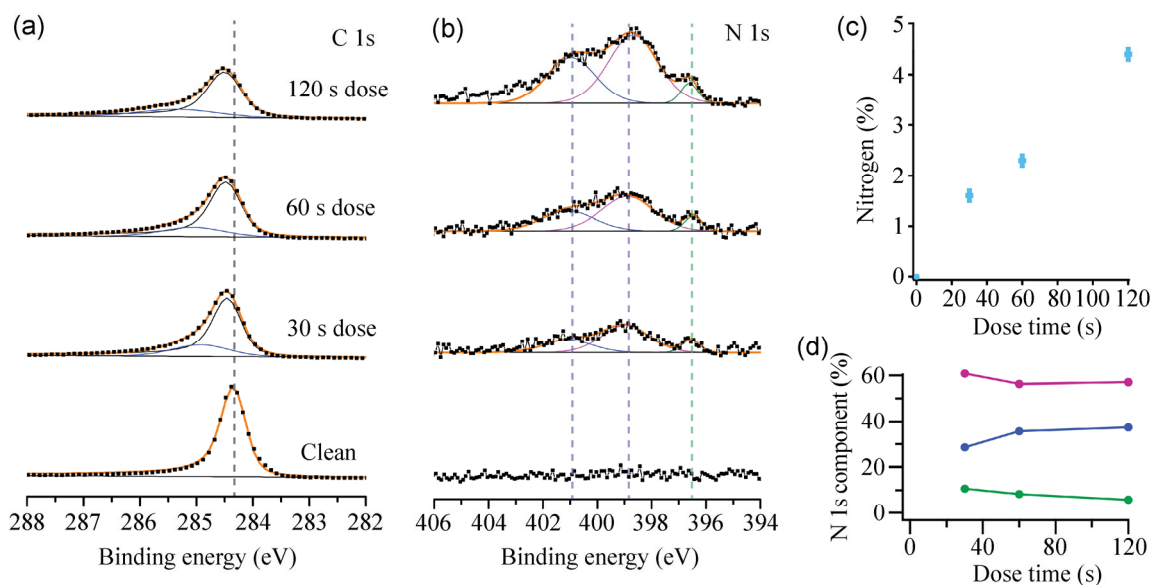 (a)
C 1s
120 s dose
60 s dose
30 s dose
Clean
288 287 286 285 284 283 282
Binding energy (eV)
(b)
N 1s
406 404 402 400 398 396 394
Binding energy (eV)
(c)
5
4
3
2
1
0
Nitrogen (%)
0 20 40 60 80 100 120
Dose time (s)
(d)
60
40
20
0
N 1s component (%)
0 40 80 120
Dose time (s)